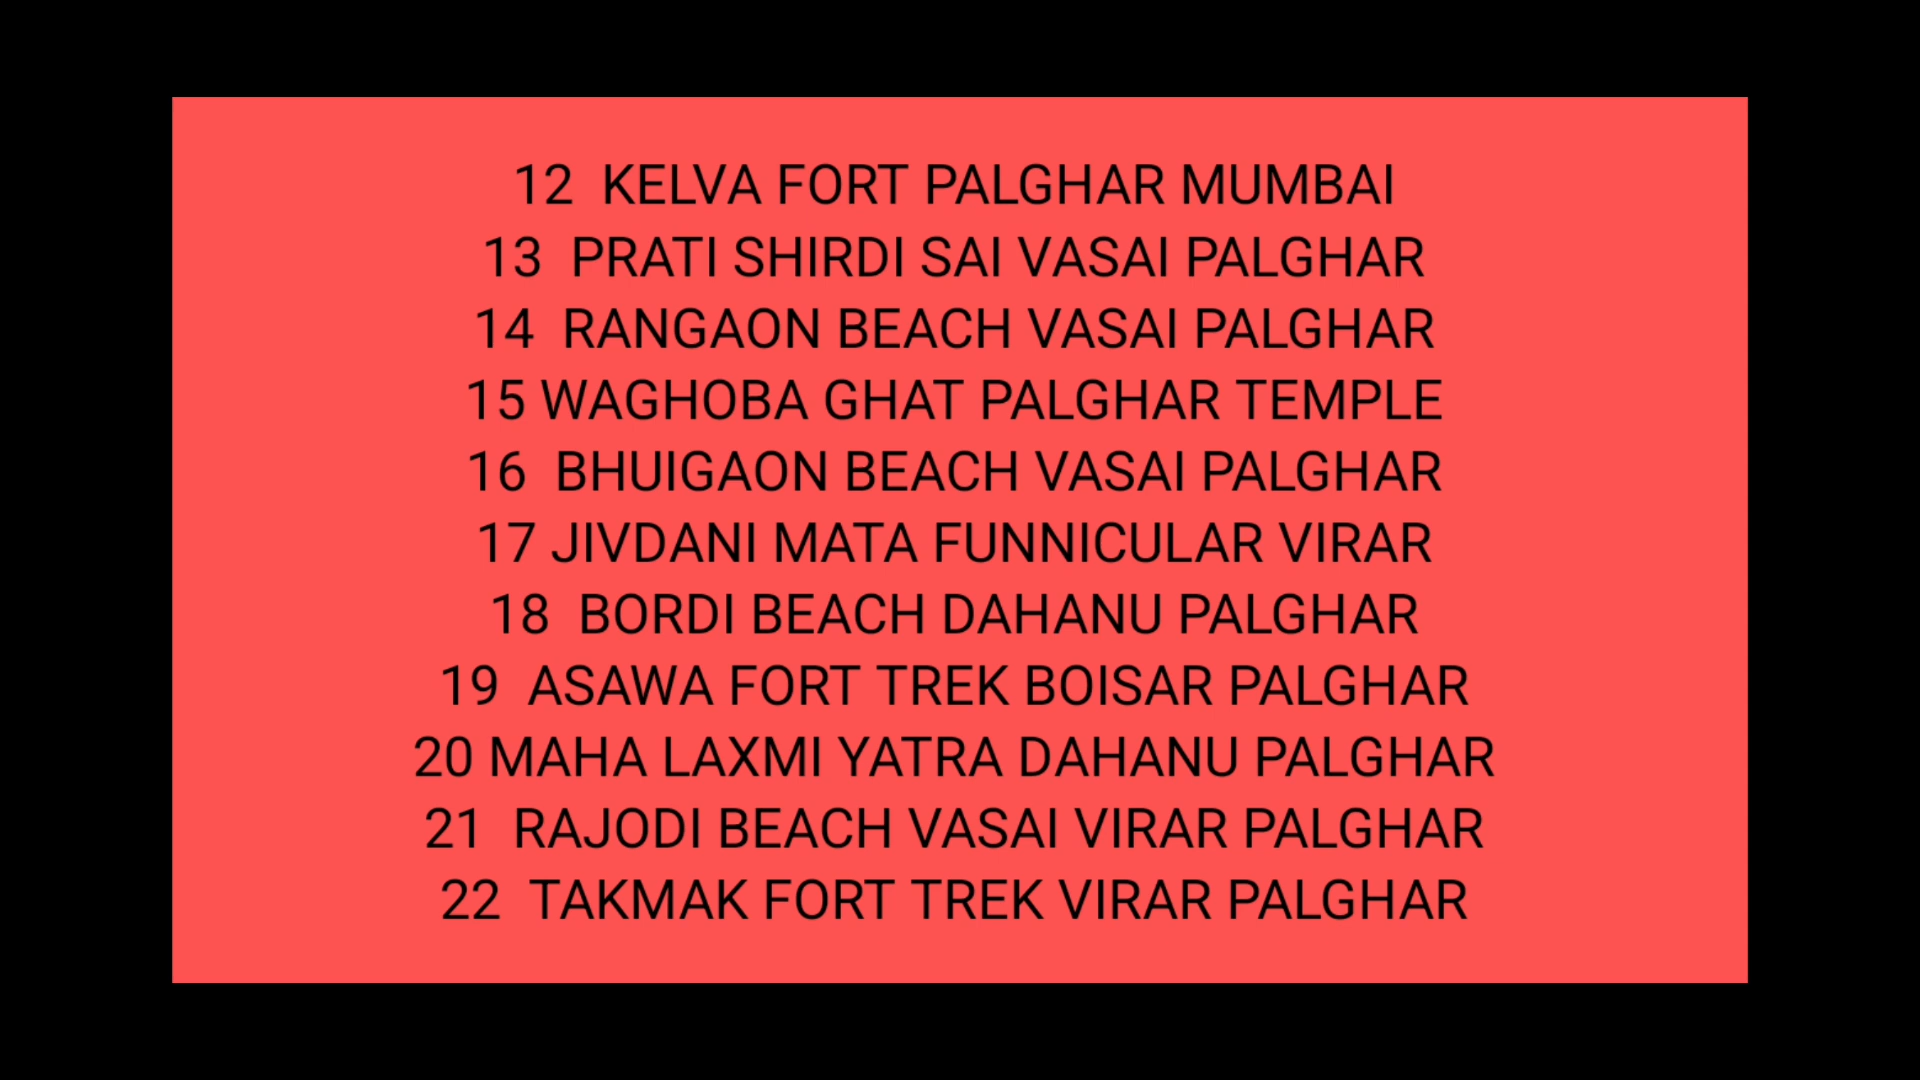 12  KELVA FORT PALGHAR MUMBAI
13  PRATI SHIRDI SAI VASAI PALGHAR
14  RANGAON BEACH VASAI PALGHAR
15 WAGHOBA GHAT PALGHAR TEMPLE
16  BHUIGAON BEACH VASAI PALGHAR
17 JIVDANI MATA FUNNICULAR VIRAR
18  BORDI BEACH DAHANU PALGHAR
19  ASAWA FORT TREK BOISAR PALGHAR
20 MAHA LAXMI YATRA DAHANU PALGHAR
21  RAJODI BEACH VASAI VIRAR PALGHAR
22  TAKMAK FORT TREK VIRAR PALGHAR